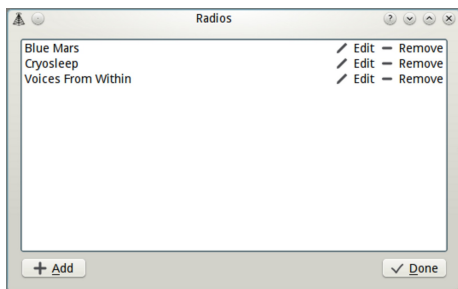 Radios
Blue Mars Edit Remove
Cryosleep Edit Remove
Voices From Within Edit Remove
Add Done